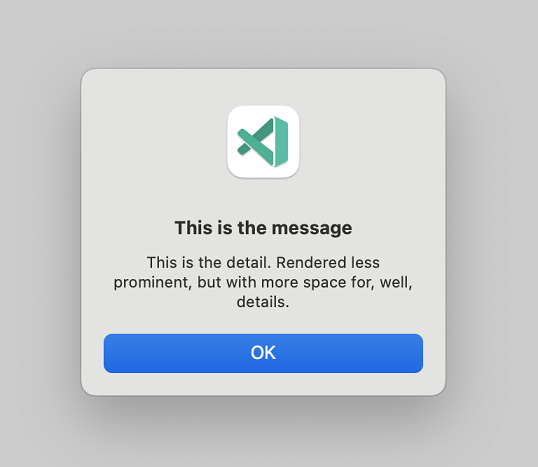 This is the message
This is the detail. Rendered less
prominent, but with more space for, well,
details.
OK